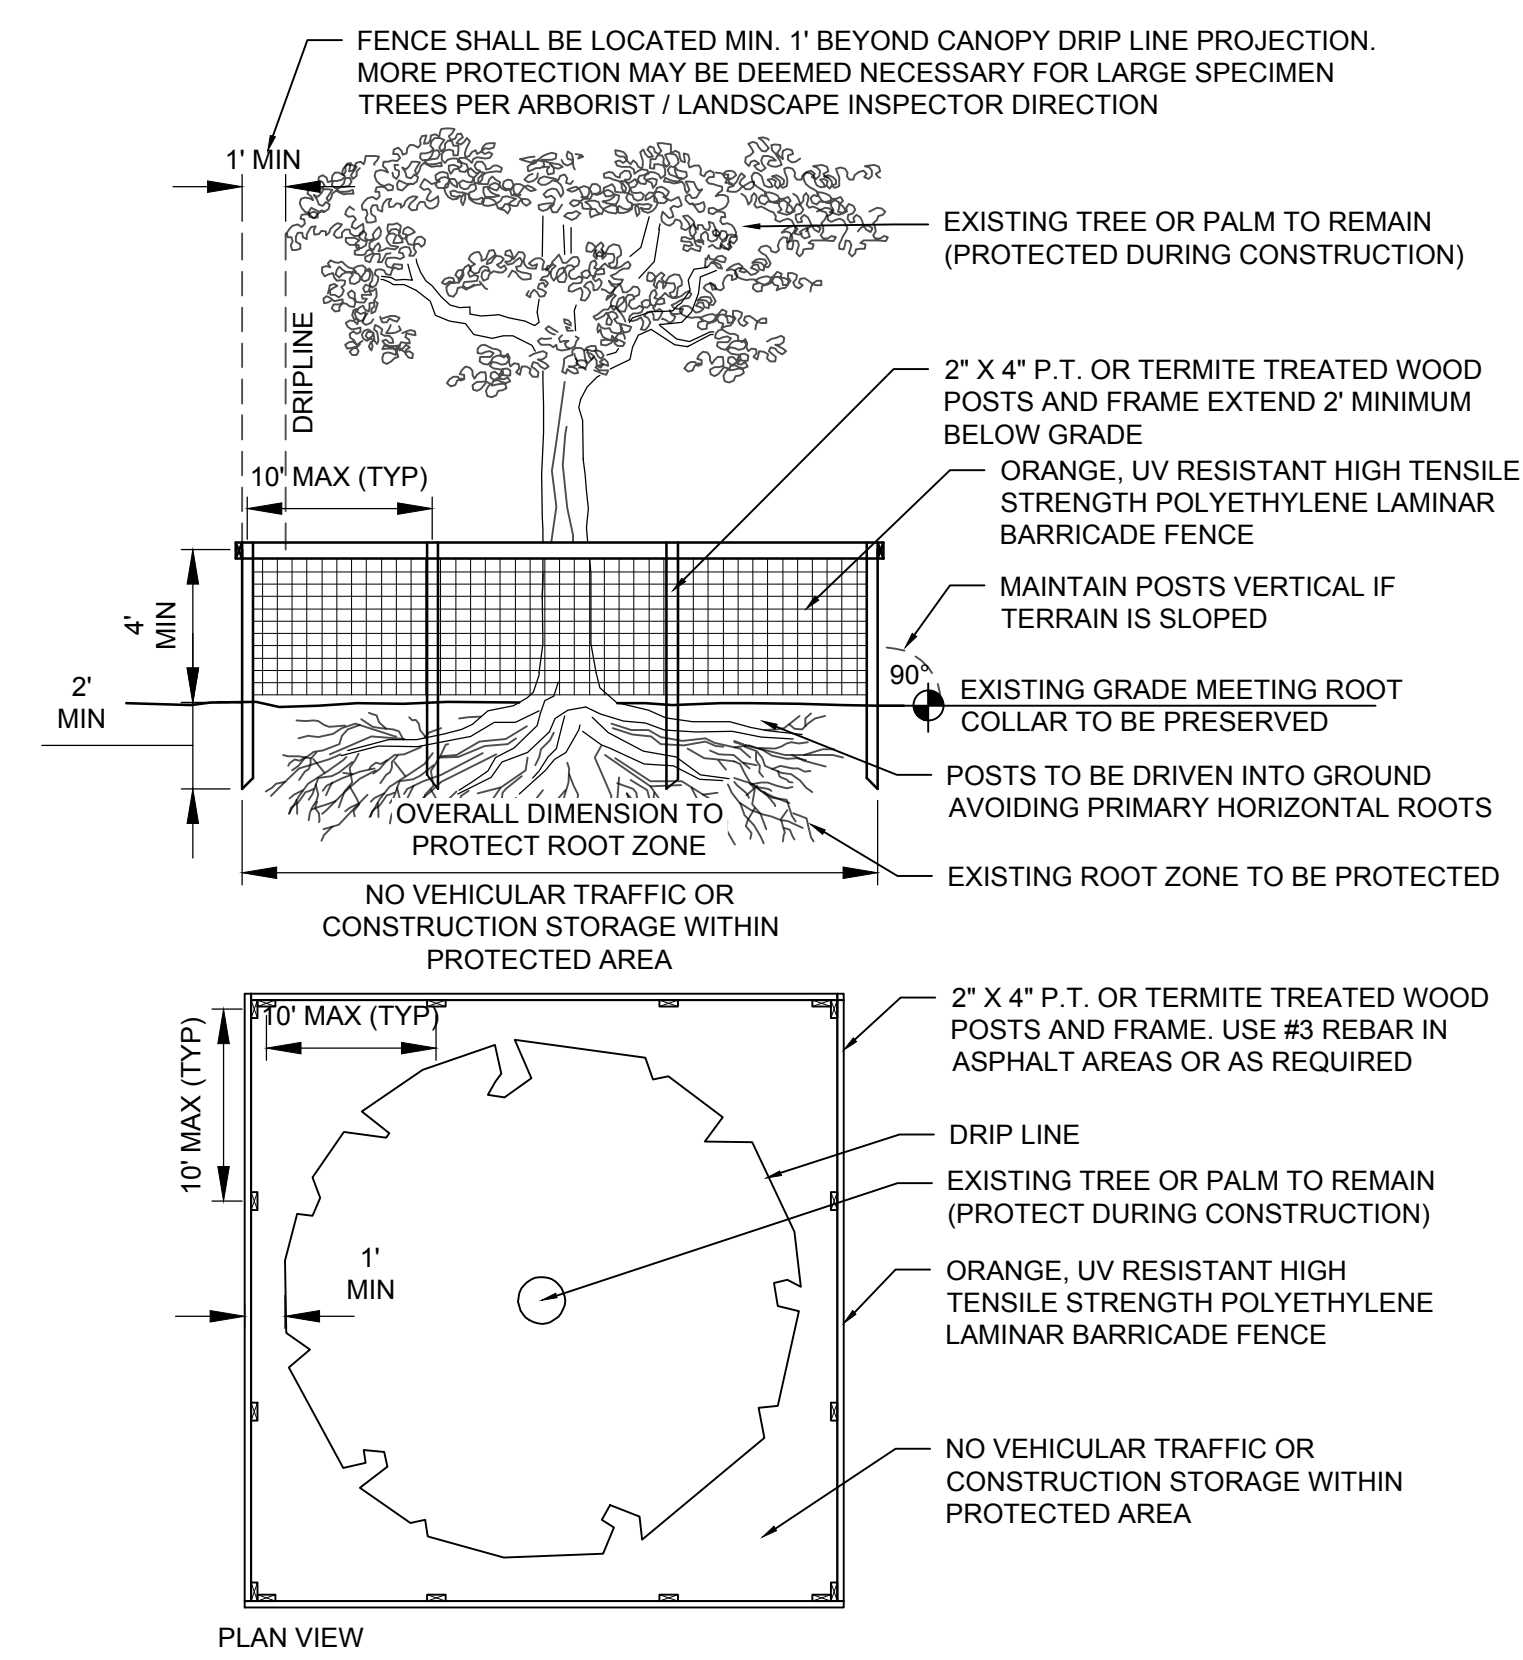 FENCE SHALL BE LOCATED MIN. 1' BEYOND CANOPY DRIP LINE PROJECTION.
MORE PROTECTION MAY BE DEEMED NECESSARY FOR LARGE SPECIMEN
TREES PER ARBORIST / LANDSCAPE INSPECTOR DIRECTION
1' MIN
EXISTING TREE OR PALM TO REMAIN
(PROTECTED DURING CONSTRUCTION)
DRIPLINE
2" X 4" P.T. OR TERMITE TREATED WOOD
POSTS AND FRAME EXTEND 2' MINIMUM
BELOW GRADE
10' MAX (TYP)
ORANGE, UV RESISTANT HIGH TENSILE
STRENGTH POLYETHYLENE LAMINAR
BARRICADE FENCE
4'
MIN
MAINTAIN POSTS VERTICAL IF
TERRAIN IS SLOPED
90°
2'
MIN
EXISTING GRADE MEETING ROOT
COLLAR TO BE PRESERVED
POSTS TO BE DRIVEN INTO GROUND
AVOIDING PRIMARY HORIZONTAL ROOTS
OVERALL DIMENSION TO
PROTECT ROOT ZONE
EXISTING ROOT ZONE TO BE PROTECTED
NO VEHICULAR TRAFFIC OR
CONSTRUCTION STORAGE WITHIN
PROTECTED AREA
2" X 4" P.T. OR TERMITE TREATED WOOD
POSTS AND FRAME. USE #3 REBAR IN
ASPHALT AREAS OR AS REQUIRED
10' MAX (TYP)
10' MAX (TYP)
DRIP LINE
EXISTING TREE OR PALM TO REMAIN
(PROTECT DURING CONSTRUCTION)
1'
MIN
ORANGE, UV RESISTANT HIGH
TENSILE STRENGTH POLYETHYLENE
LAMINAR BARRICADE FENCE
NO VEHICULAR TRAFFIC OR
CONSTRUCTION STORAGE WITHIN
PROTECTED AREA
PLAN VIEW